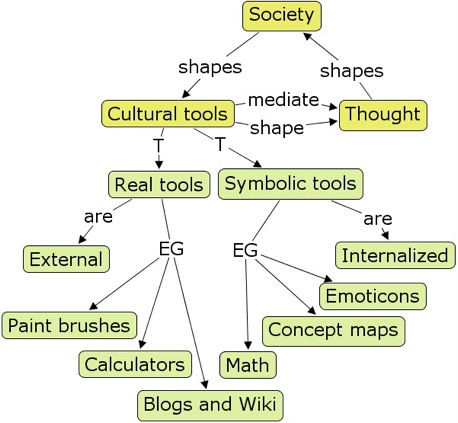 Society
shapes
shapes
Cultural tools
mediate
shape
Thought
T
T
Real tools
Symbolic tools
are
are
External
EG
EG
Internalized
Emoticons
Paint brushes
Concept maps
Calculators
Math
Blogs and Wiki